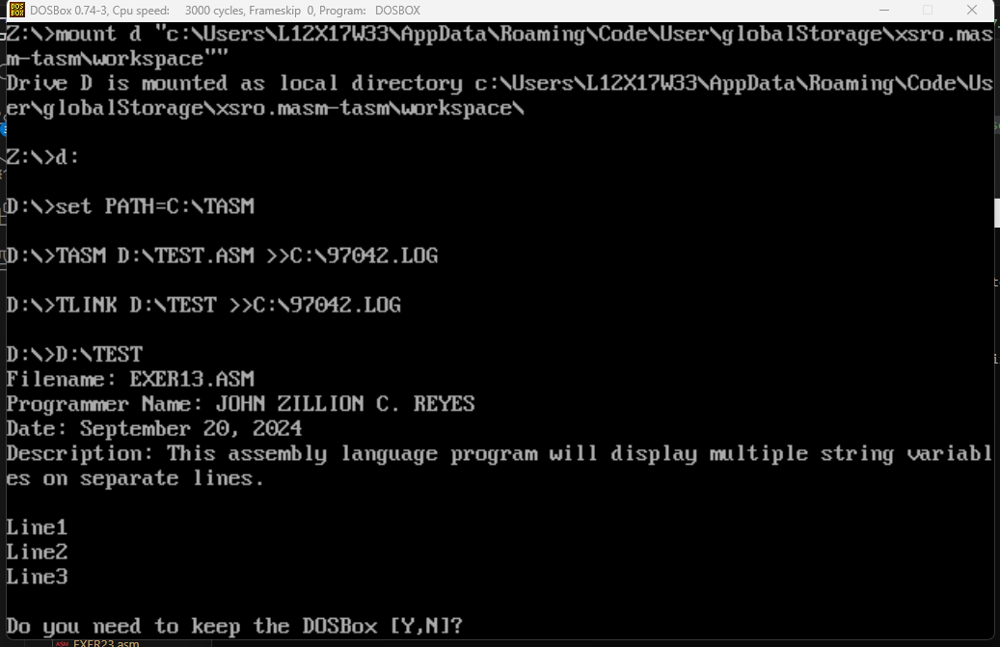 DOSBox 0.74-3, Cpu speed: 3000 cycles, Frameskip 0, Program: DOSBOX
Z:\>mount d "c:\Users\L12X17W33\AppData\Roaming\Code\User\globalStorage\xsro.mas
m-tasm\workspace""
Drive D is mounted as local directory c:\Users\L12X17W33\AppData\Roaming\Code\Us
er\globalStorage\xsro.masm-tasm\workspace\
Z:\>d:
D:\>set PATH=C:\TASM
D:\>TASM D:\TEST.ASM >>C:\97042.LOG
D:\>TLINK D:\TEST >>C:\97042.LOG
D:\>D:\TEST
Filename: EXER13.ASM
Programmer Name: JOHN ZILLION C. REYES
Date: September 20, 2024
Description: This assembly language program will display multiple string variabl
es on separate lines.
Line1
Line2
Line3
Do you need to keep the DOSBox [Y,N]?
ASM EXER23.asm